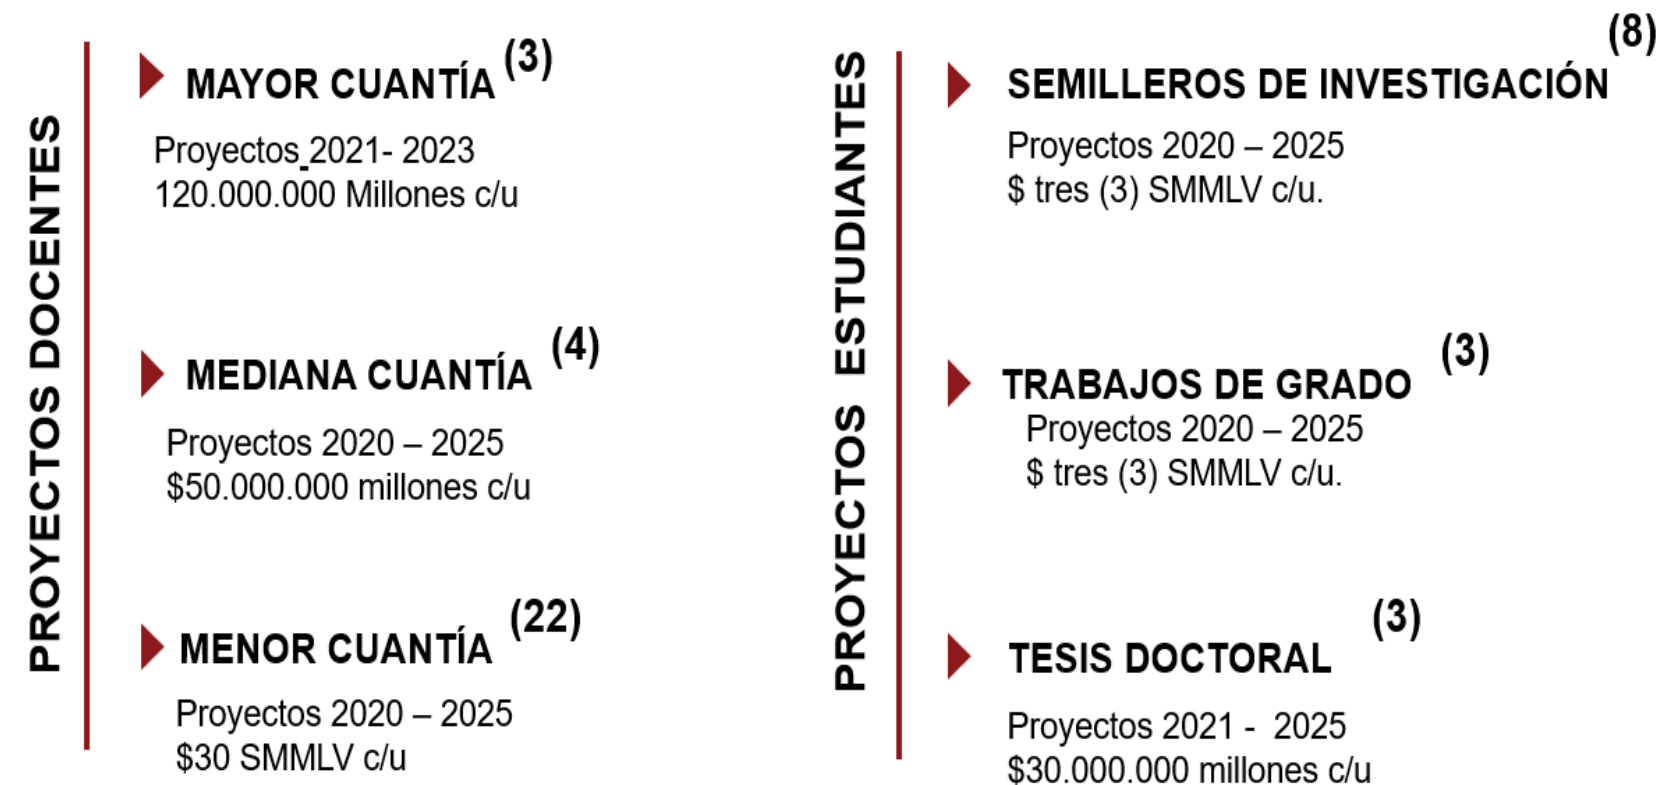 PROYECTOS DOCENTES
MAYOR CUANTÍA (3)
Proyectos 2021- 2023
120.000.000 Millones c/u
MEDIANA CUANTÍA (4)
Proyectos 2020 – 2025
$50.000.000 millones c/u
MENOR CUANTÍA (22)
Proyectos 2020 – 2025
$30 SMMLV c/u
PROYECTOS ESTUDIANTES
SEMILLEROS DE INVESTIGACIÓN (8)
Proyectos 2020 – 2025
$ tres (3) SMMLV c/u.
TRABAJOS DE GRADO (3)
Proyectos 2020 – 2025
$ tres (3) SMMLV c/u.
TESIS DOCTORAL (3)
Proyectos 2021 - 2025
$30.000.000 millones c/u